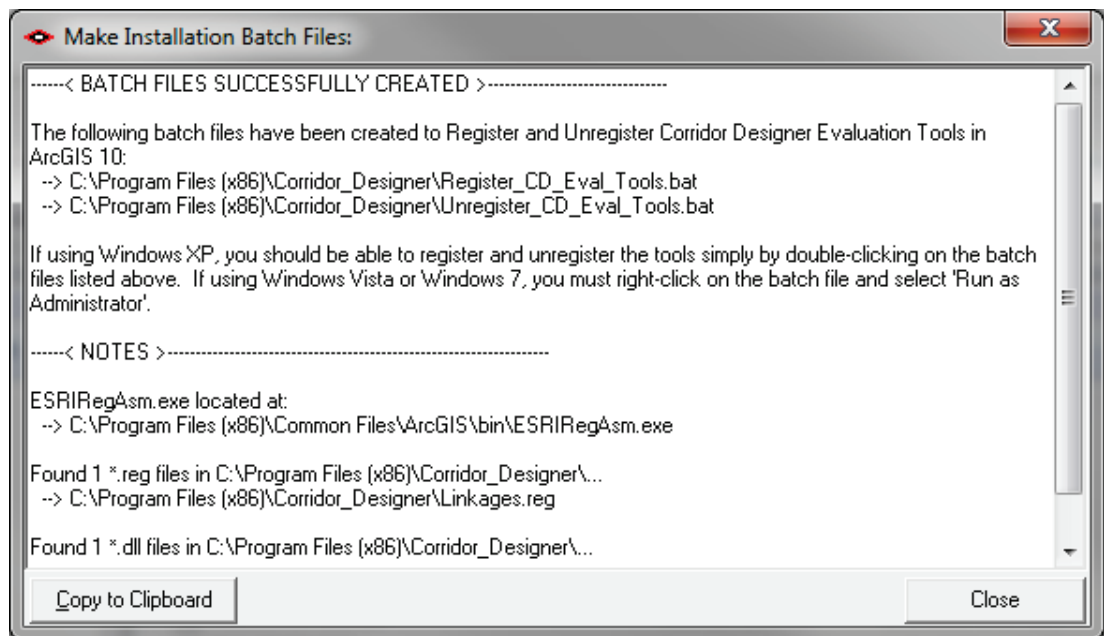 Make Installation Batch Files:
------< BATCH FILES SUCCESSFULLY CREATED >--------------------------------
The following batch files have been created to Register and Unregister Corridor Designer Evaluation Tools in
ArcGIS 10:
--> C:\Program Files (x86)\Corridor_Designer\Register_CD_Eval_Tools.bat
--> C:\Program Files (x86)\Corridor_Designer\Unregister_CD_Eval_Tools.bat
If using Windows XP, you should be able to register and unregister the tools simply by double-clicking on the batch
files listed above.  If using Windows Vista or Windows 7, you must right-click on the batch file and select 'Run as
Administrator'.
------< NOTES >--------------------------------------------------------------------
ESRIRegAsm.exe located at:
--> C:\Program Files (x86)\Common Files\ArcGIS\bin\ESRIRegAsm.exe
Found 1 *.reg files in C:\Program Files (x86)\Corridor_Designer\...
--> C:\Program Files (x86)\Corridor_Designer\Linkages.reg
Found 1 *.dll files in C:\Program Files (x86)\Corridor_Designer\...
Copy to Clipboard
Close